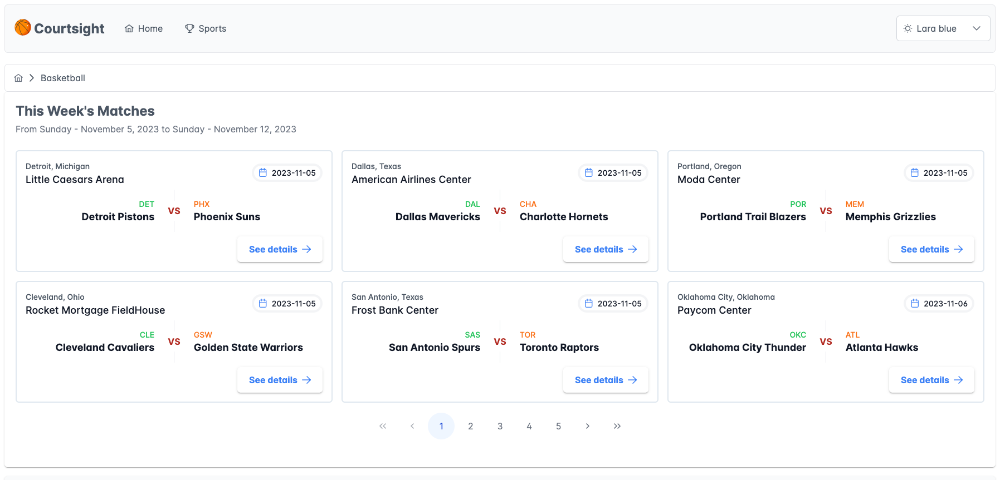 Courtsight
Home
Sports
Lara blue
Basketball
This Week's Matches
From Sunday - November 5, 2023 to Sunday - November 12, 2023
Detroit, Michigan
Little Caesars Arena
2023-11-05
DET
Detroit Pistons
VS
PHX
Phoenix Suns
See details
Dallas, Texas
American Airlines Center
2023-11-05
DAL
Dallas Mavericks
VS
CHA
Charlotte Hornets
See details
Portland, Oregon
Moda Center
2023-11-05
POR
Portland Trail Blazers
VS
MEM
Memphis Grizzlies
See details
Cleveland, Ohio
Rocket Mortgage FieldHouse
2023-11-05
CLE
Cleveland Cavaliers
VS
GSW
Golden State Warriors
See details
San Antonio, Texas
Frost Bank Center
2023-11-05
SAS
San Antonio Spurs
VS
TOR
Toronto Raptors
See details
Oklahoma City, Oklahoma
Paycom Center
2023-11-06
OKC
Oklahoma City Thunder
VS
ATL
Atlanta Hawks
See details
1 2 3 4 5